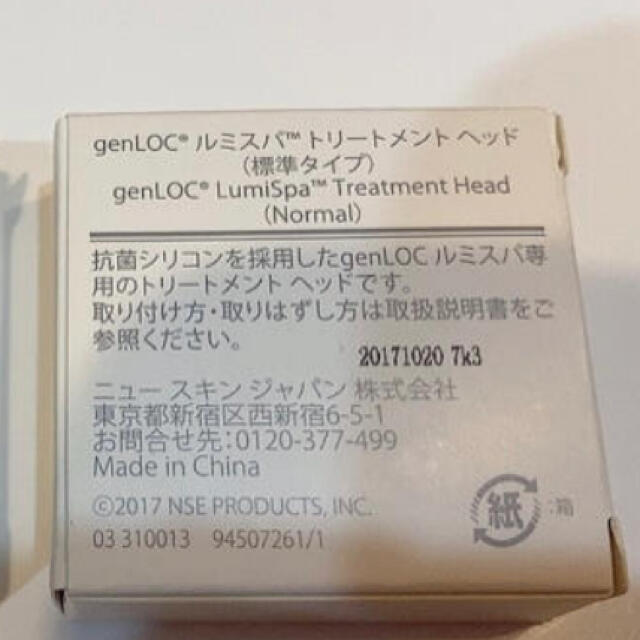 genLOC® ルミスパ™ トリートメント ヘッド
（標準タイプ）
genLOC® LumiSpa™ Treatment Head
（Normal）
抗菌シリコンを採用したgenLOC ルミスパ専
用のトリートメント ヘッドです。
取り付け方・取りはずし方は取扱説明書をご
参照ください。
20171020 7k3
ニュー スキン ジャパン 株式会社
東京都新宿区西新宿6-5-1
お問合せ先：0120-377-499
Made in China
©2017 NSE PRODUCTS, INC.
紙：箱
03 310013 94507261/1